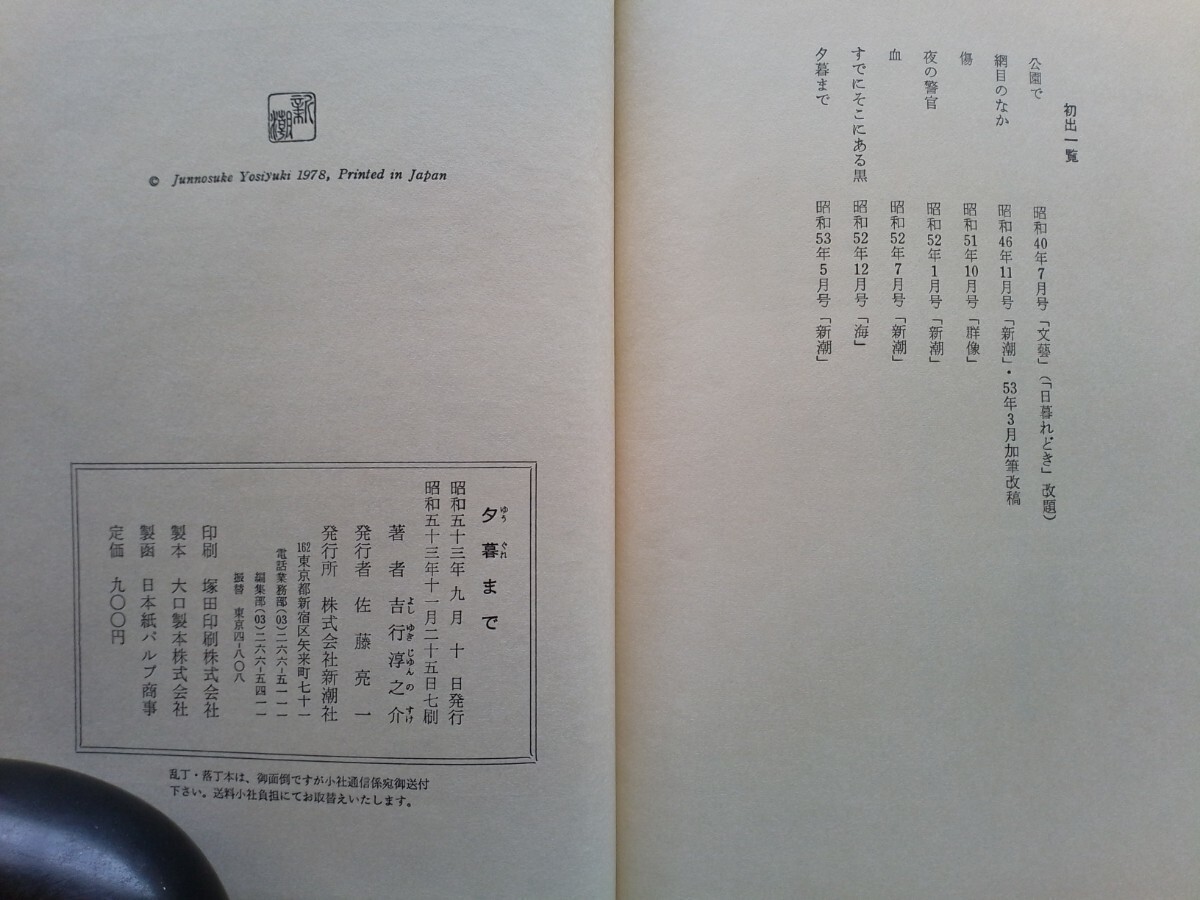 初出一覧
公園で　昭和40年7月号「文藝」(「日暮れどき」改題)
網目のなか　昭和46年11月号「新潮」・53年3月加筆改稿
傷　昭和51年10月号「群像」
夜の警官　昭和52年1月号「新潮」
血　昭和52年7月号「新潮」
すでにそこにある黒　昭和52年12月号「海」
夕暮まで　昭和53年5月号「新潮」
新潮
© Junnosuke Yosiyuki 1978, Printed in Japan
夕暮まで
ゆうぐれ
昭和五十三年九月十日発行
昭和五十三年十一月二十五日七刷
著者　吉行淳之介
よしゆきじゆんのすけ
発行者　佐藤亮一
発行所　株式会社新潮社
162東京都新宿区矢来町七十一
電話業務部(03)二六六-五一一一
編集部(03)二六六-五四一一
振替　東京四-八〇八
印刷　塚田印刷株式会社
製本　大口製本株式会社
製函　日本紙パルプ商事
定価　九〇〇円
乱丁・落丁本は、御面倒ですが小社通信係宛御送付
下さい。送料小社負担にてお取替えいたします。